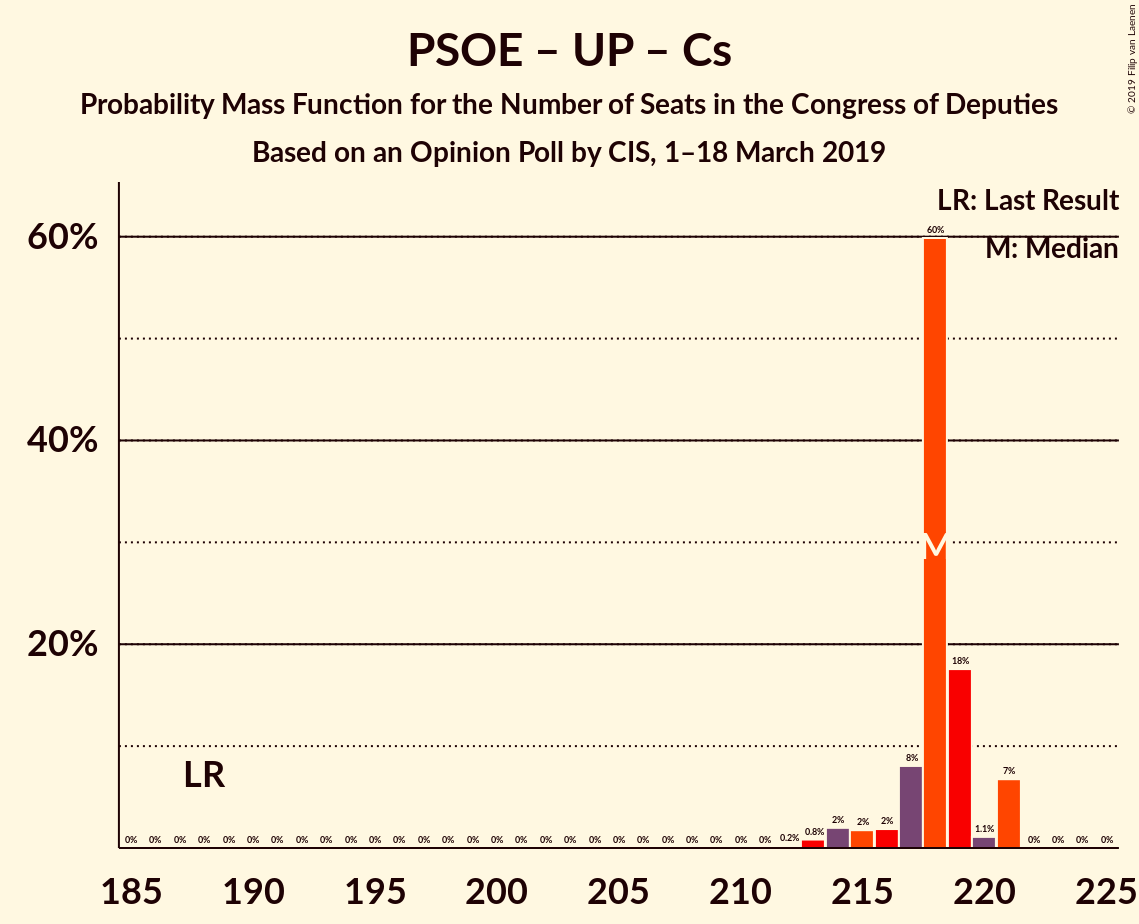 PSOE – UP – Cs
Probability Mass Function for the Number of Seats in the Congress of Deputies
Based on an Opinion Poll by CIS, 1–18 March 2019
© 2019 Filip van Laenen
LR: Last Result
M: Median
60%
40%
20%
60%
M
18%
8%
7%
LR
0% 0% 0% 0% 0% 0% 0% 0% 0% 0% 0% 0% 0% 0% 0% 0% 0% 0% 0% 0% 0% 0% 0% 0% 0% 0% 0% 0.2% 0.8% 2% 2% 2% 1.1% 0% 0% 0% 0%
185 190 195 200 205 210 215 220 225